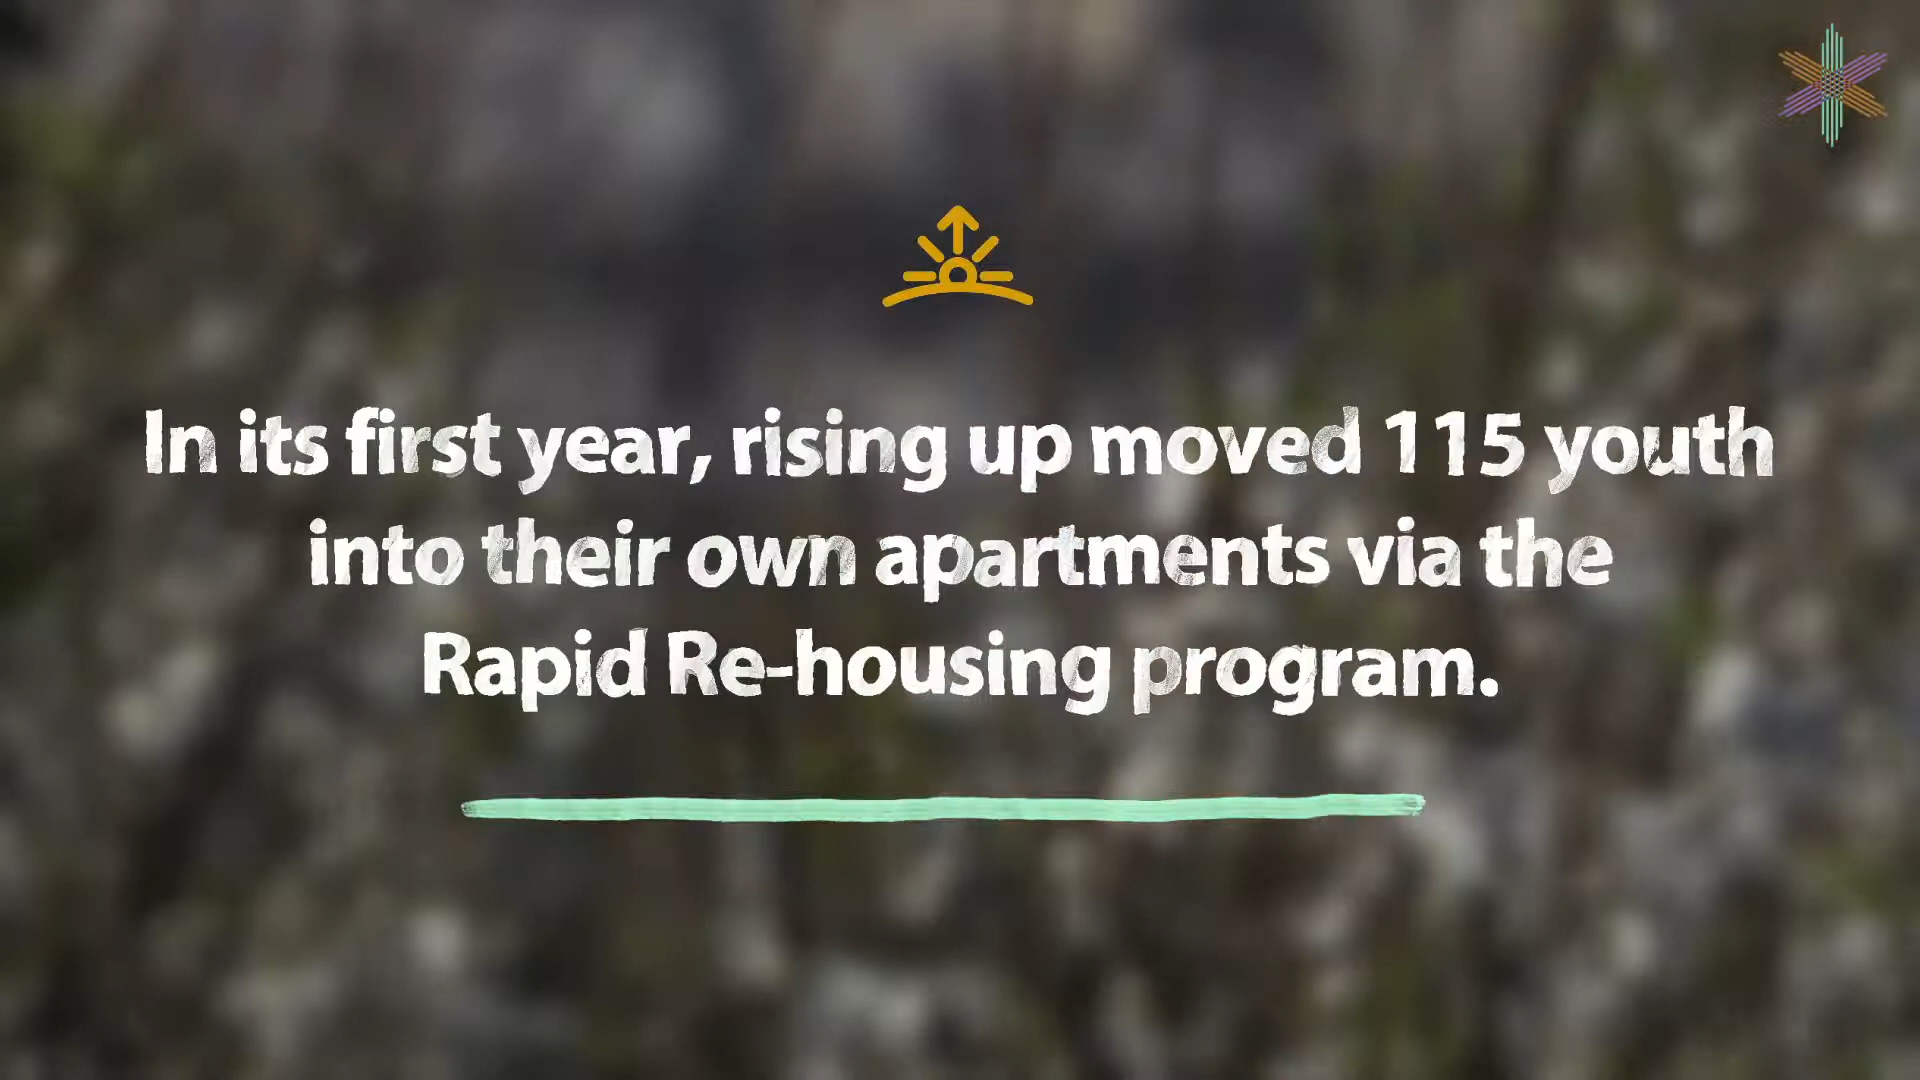 In its first year, rising up moved 115 youth
into their own apartments via the
Rapid Re-housing program.